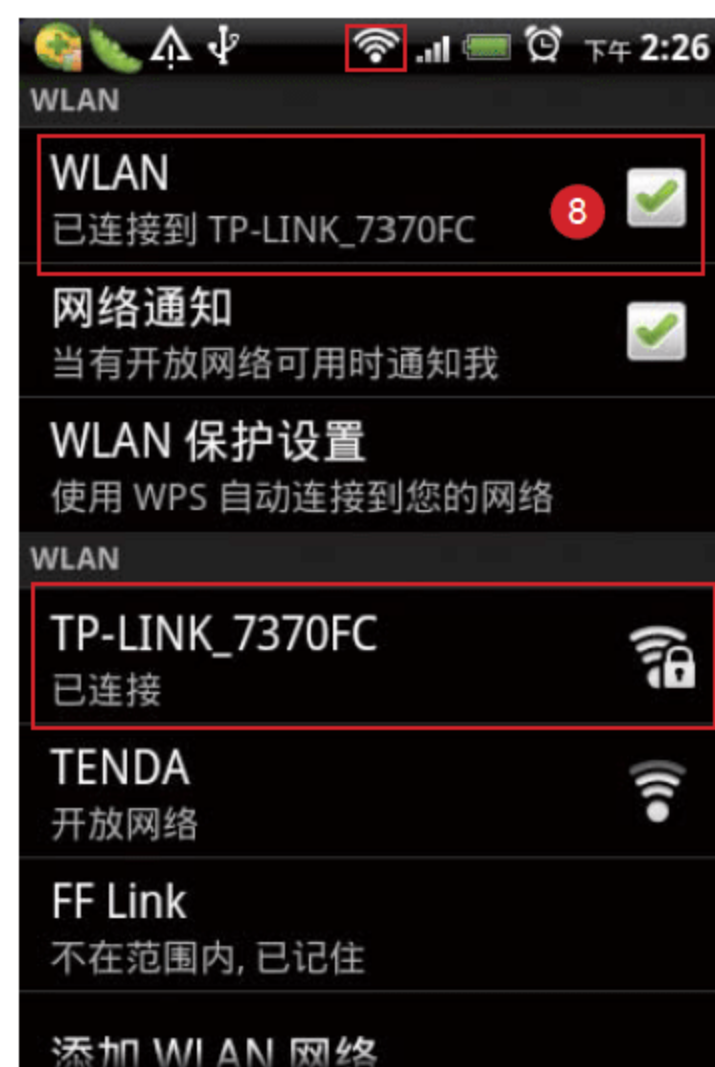 下午 2:26
WLAN
WLAN
已连接到 TP-LINK_7370FC
8
网络通知
当有开放网络可用时通知我
WLAN 保护设置
使用 WPS 自动连接到您的网络
WLAN
TP-LINK_7370FC
已连接
TENDA
开放网络
FF Link
不在范围内, 已记住
添加 WLAN 网络